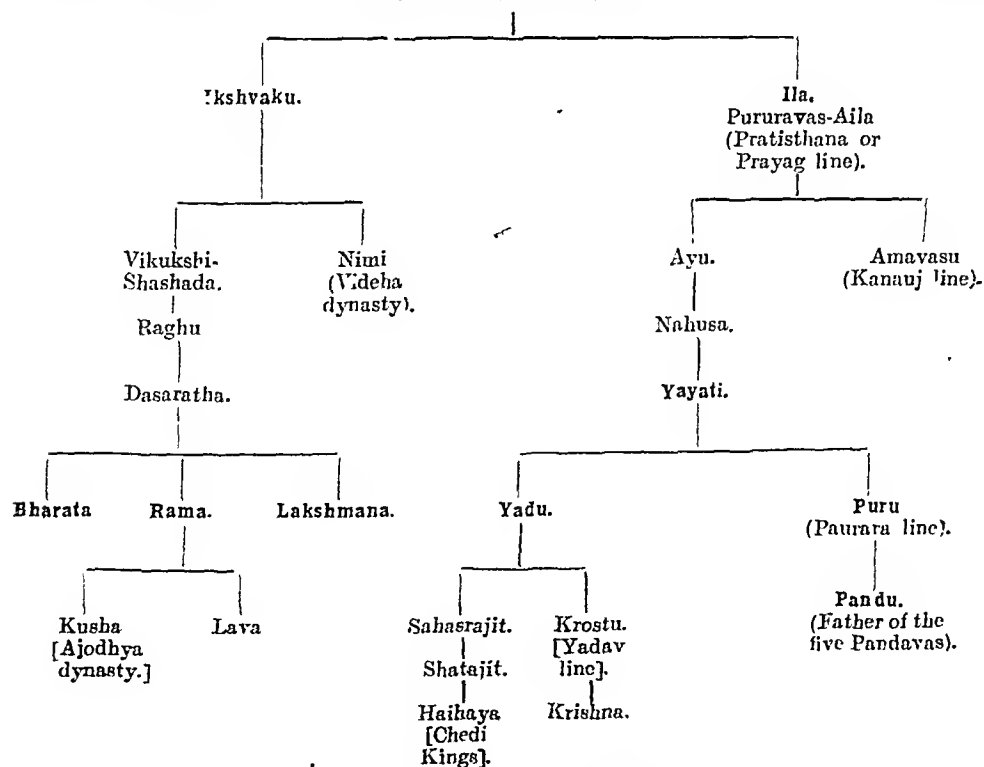 Ikshvaku.
Ila.
Pururavas-Aila
(Pratisthana or
Prayag line).
Vikukshi-
Shashada.
Nimi
(Videha
dynasty).
Ayu.
Amavasu
(Kanauj line).
Raghu
Nahusa.
Dasaratha.
Yayati.
Bharata
Rama.
Lakshmana.
Yadu.
Puru
(Paurara line).
Kusha
[Ajodhya
dynasty.]
Lava
Sahasrajit.
Shatajit.
Haihaya
[Chedi
Kings].
Krostu.
[Yadav
line].
Krishna.
Pandu.
(Father of the
five Pandavas).